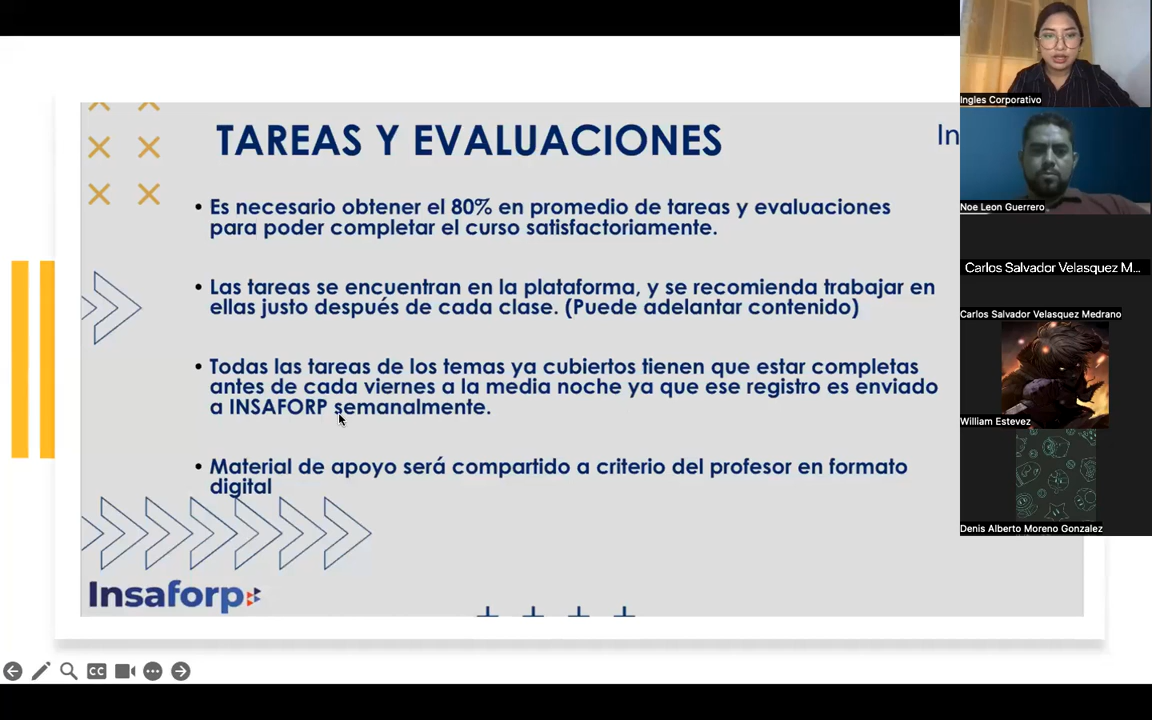 TAREAS Y EVALUACIONES
In
• Es necesario obtener el 80% en promedio de tareas y evaluaciones
para poder completar el curso satisfactoriamente.
• Las tareas se encuentran en la plataforma, y se recomienda trabajar en
ellas justo después de cada clase. (Puede adelantar contenido)
• Todas las tareas de los temas ya cubiertos tienen que estar completas
antes de cada viernes a la media noche ya que ese registro es enviado
a INSAFORP semanalmente.
• Material de apoyo será compartido a criterio del profesor en formato
digital
Insaforp
CC
Ingles Corporativo
Noe Leon Guerrero
Carlos Salvador Velasquez M...
Carlos Salvador Velasquez Medrano
William Estevez
Denis Alberto Moreno Gonzalez